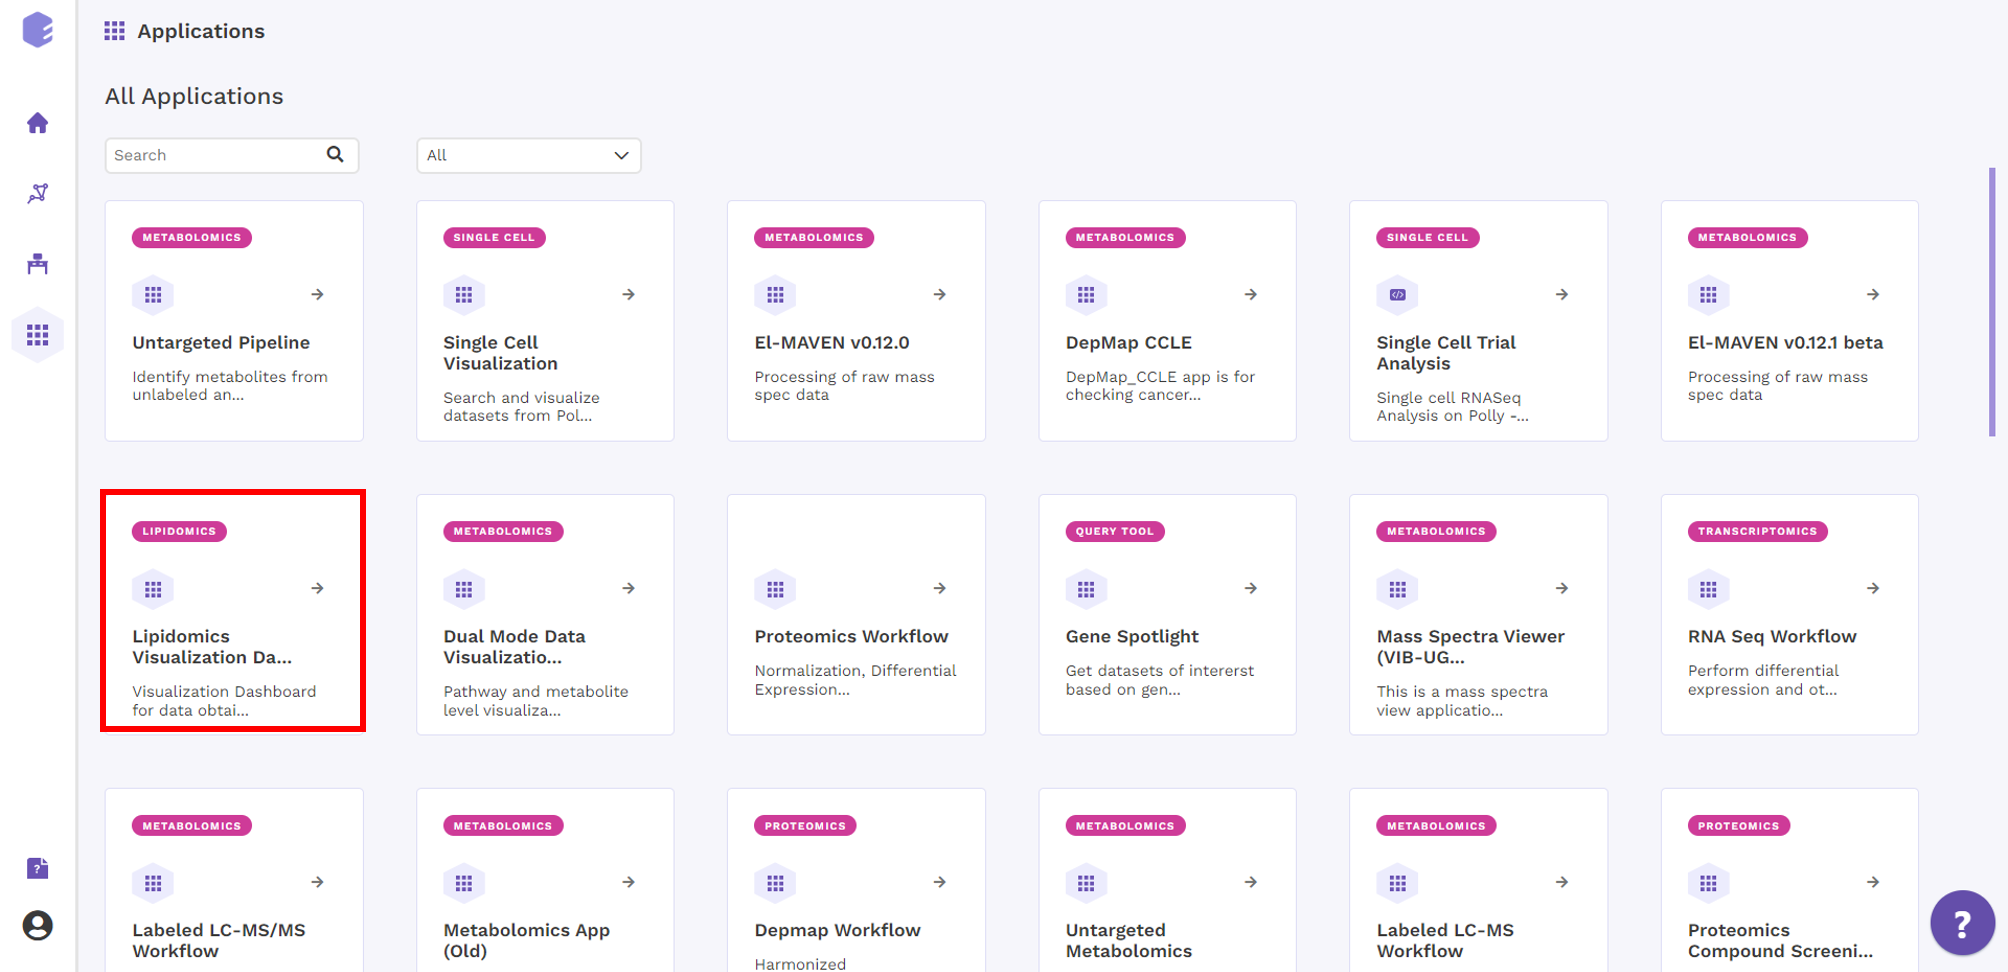 Applications
All Applications
Search
All
METABOLOMICS
Untargeted Pipeline
Identify metabolites from
unlabeled an...
SINGLE CELL
Single Cell
Visualization
Search and visualize
datasets from Pol...
METABOLOMICS
El-MAVEN v0.12.0
Processing of raw mass
spec data
METABOLOMICS
DepMap CCLE
DepMap_CCLE app is for
checking cancer...
SINGLE CELL
Single Cell Trial
Analysis
Single cell RNASeq
Analysis on Polly -...
METABOLOMICS
El-MAVEN v0.12.1 beta
Processing of raw mass
spec data
LIPIDOMICS
Lipidomics
Visualization Da...
Visualization Dashboard
for data obtai...
METABOLOMICS
Dual Mode Data
Visualizatio...
Pathway and metabolite
level visualiza...
Proteomics Workflow
Normalization, Differential
Expression...
QUERY TOOL
Gene Spotlight
Get datasets of intererst
based on gen...
METABOLOMICS
Mass Spectra Viewer
(VIB-UG...
This is a mass spectra
view applicatio...
TRANSCRIPTOMICS
RNA Seq Workflow
Perform differential
expression and ot...
METABOLOMICS
Labeled LC-MS/MS
Workflow
METABOLOMICS
Metabolomics App
(Old)
PROTEOMICS
Depmap Workflow
Harmonized
METABOLOMICS
Untargeted
Metabolomics
METABOLOMICS
Labeled LC-MS
Workflow
PROTEOMICS
Proteomics
Compound Screeni...
?
?